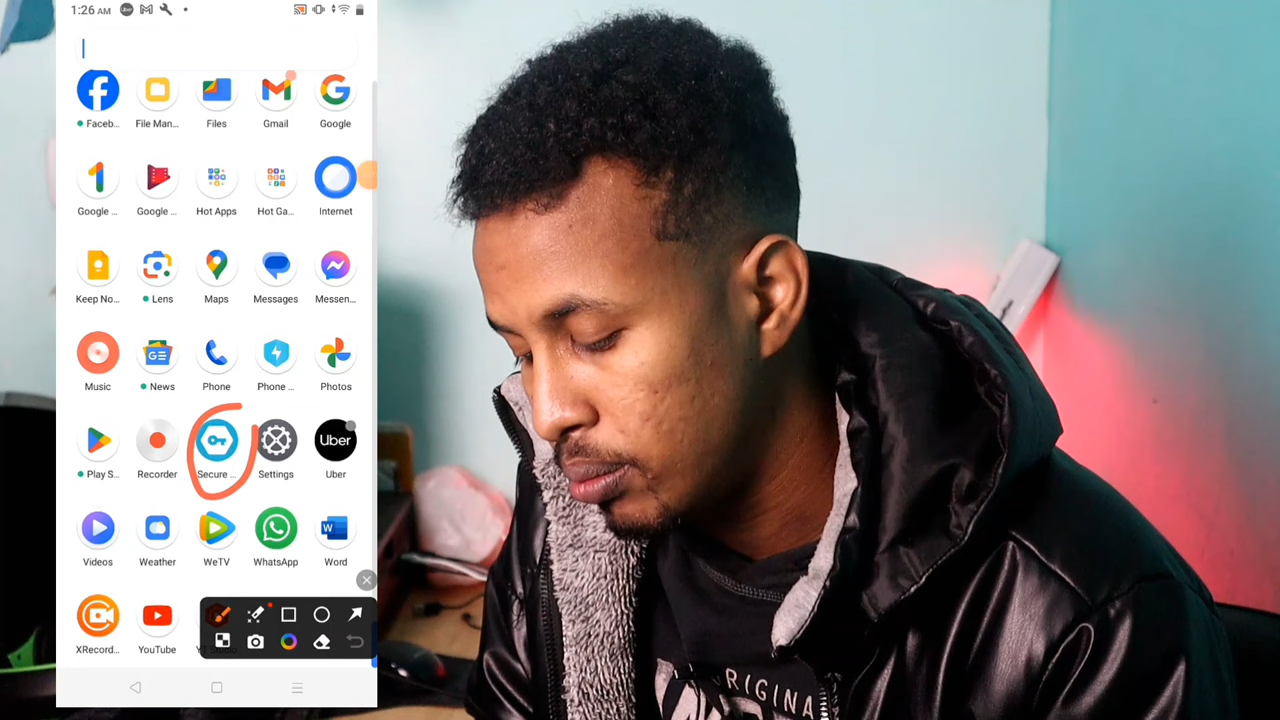 1:26 AM
Faceb...
File Man...
Files
Gmail
Google
Google ...
Google ...
Hot Apps
Hot Ga...
Internet
Keep No...
Lens
Maps
Messages
Messen...
GE
Music
News
Phone
Phone ...
Photos
Uber
Play S...
Recorder
Secure ...
Settings
Uber
W
Videos
Weather
WeTV
WhatsApp
Word
XRecord...
YouTube
ORIGINA